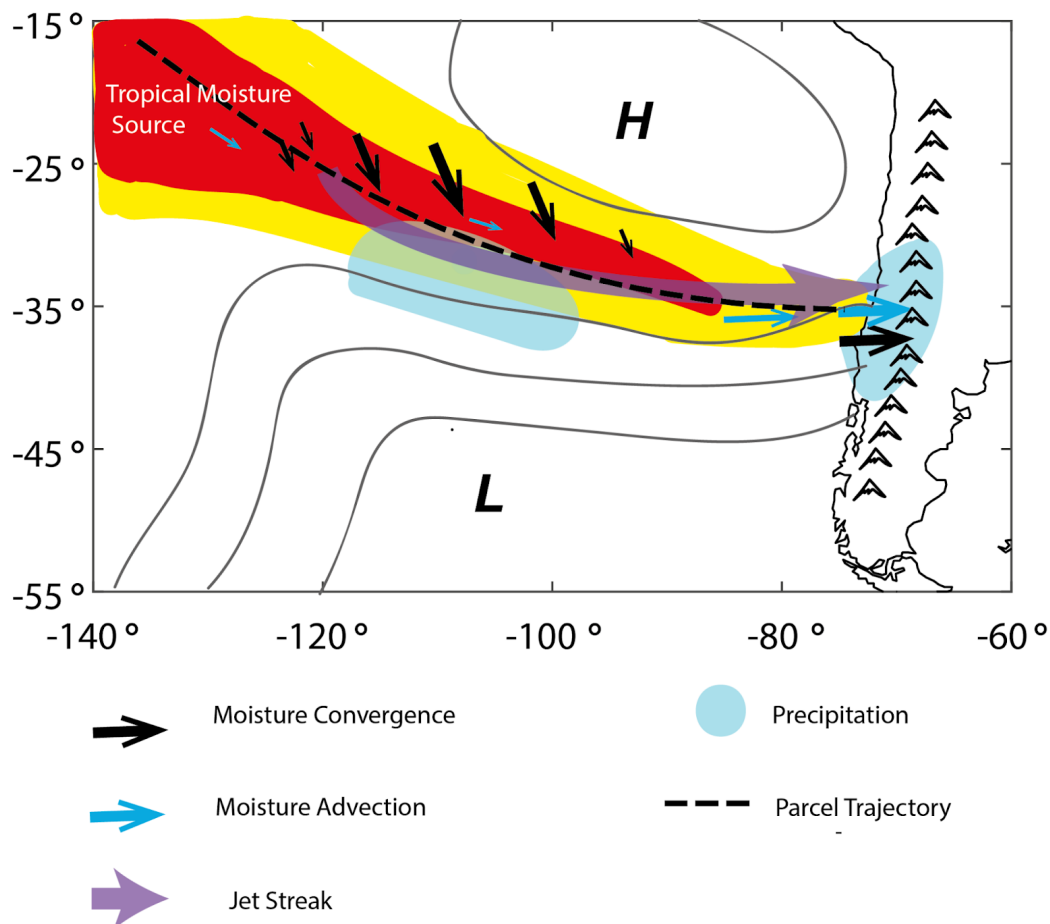 -15 °
-25 °
-35 °
-45 °
-55 °
Tropical Moisture
Source
H
L
-140 °
-120 °
-100 °
-80 °
-60 °
Moisture Convergence
Precipitation
Moisture Advection
Parcel Trajectory
-
Jet Streak